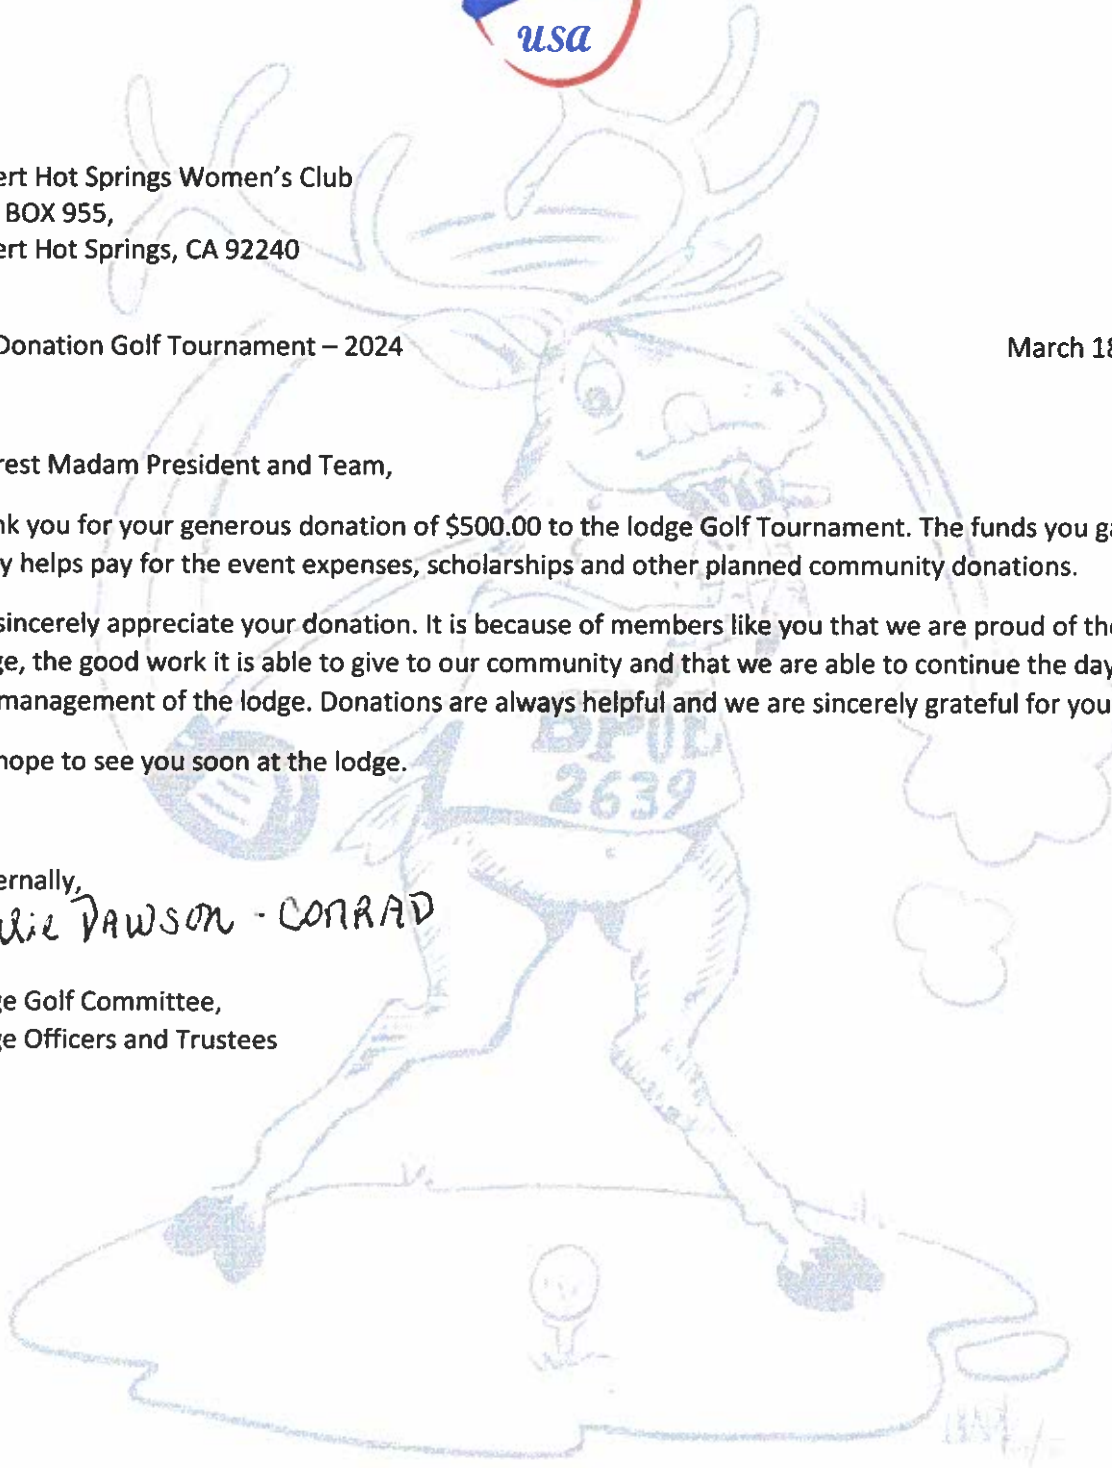 usa
ert Hot Springs Women's Club
BOX 955,
ert Hot Springs, CA 92240
Donation Golf Tournament – 2024 March 18
rest Madam President and Team,
nk you for your generous donation of $500.00 to the lodge Golf Tournament. The funds you ga
y helps pay for the event expenses, scholarships and other planned community donations.
sincerely appreciate your donation. It is because of members like you that we are proud of the
ge, the good work it is able to give to our community and that we are able to continue the day
management of the lodge. Donations are always helpful and we are sincerely grateful for you
hope to see you soon at the lodge.
BPOE
2639
ernally,
DAWSON - CONRAD
ge Golf Committee,
ge Officers and Trustees